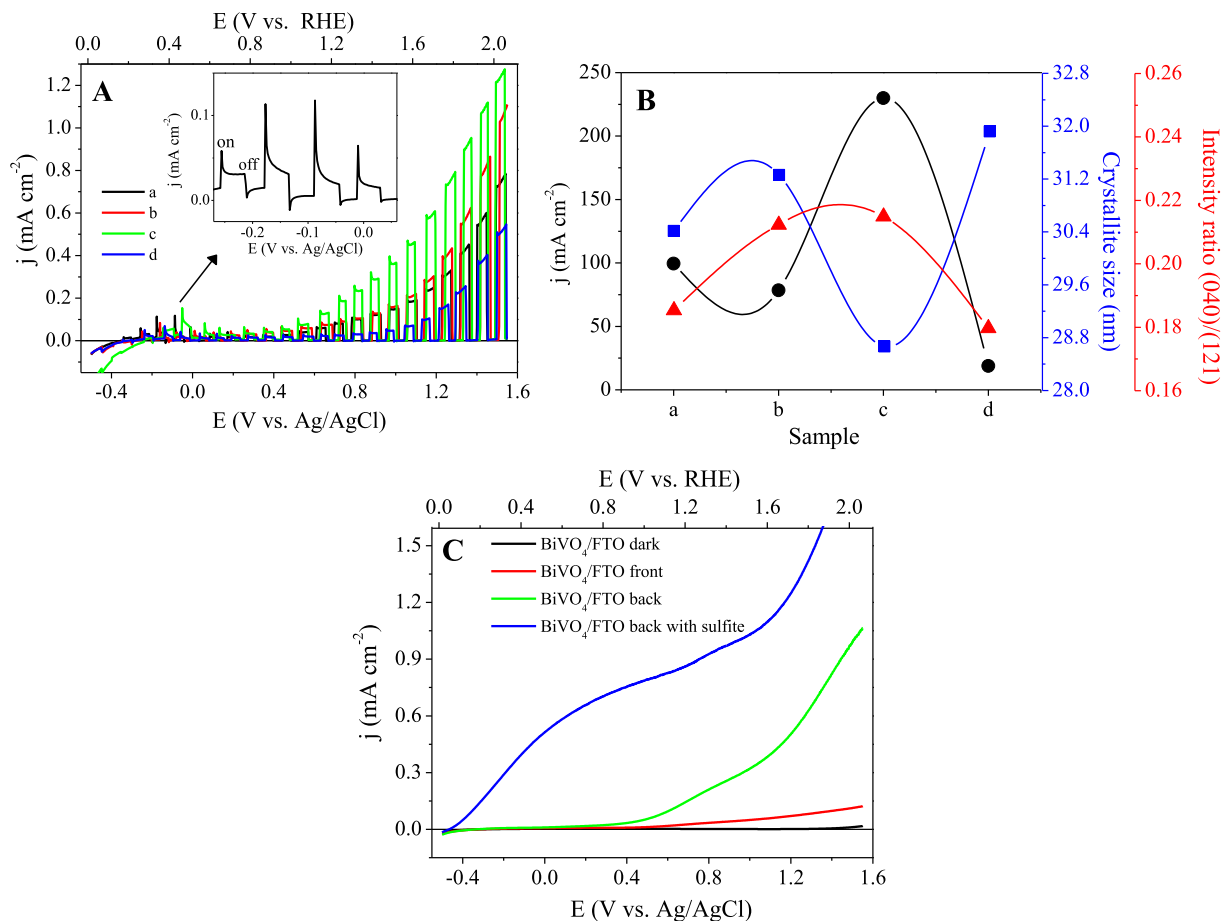 E (V vs. RHE)
0.0 0.4 0.8 1.2 1.6 2.0
A
1.2
1.0
0.8
0.6
0.4
0.2
0.0
j (mA cm-2)
a
b
c
d
on
off
0.1
0.0
j (mA cm-2)
-0.2 -0.1 0.0
E (V vs. Ag/AgCl)
-0.4 0.0 0.4 0.8 1.2 1.6
E (V vs. Ag/AgCl)
B
250
200
150
100
50
0
j (mA cm-2)
a b c d
Sample
32.8
32.0
31.2
30.4
29.6
28.8
28.0
Crystallite size (nm)
0.26
0.25
0.24
0.22
0.20
0.18
0.16
Intensity ratio (040)/(121)
E (V vs. RHE)
0.0 0.4 0.8 1.2 1.6 2.0
C
BiVO4/FTO dark
BiVO4/FTO front
BiVO4/FTO back
BiVO4/FTO back with sulfite
1.5
1.2
0.9
0.6
0.3
0.0
j (mA cm-2)
-0.4 0.0 0.4 0.8 1.2 1.6
E (V vs. Ag/AgCl)